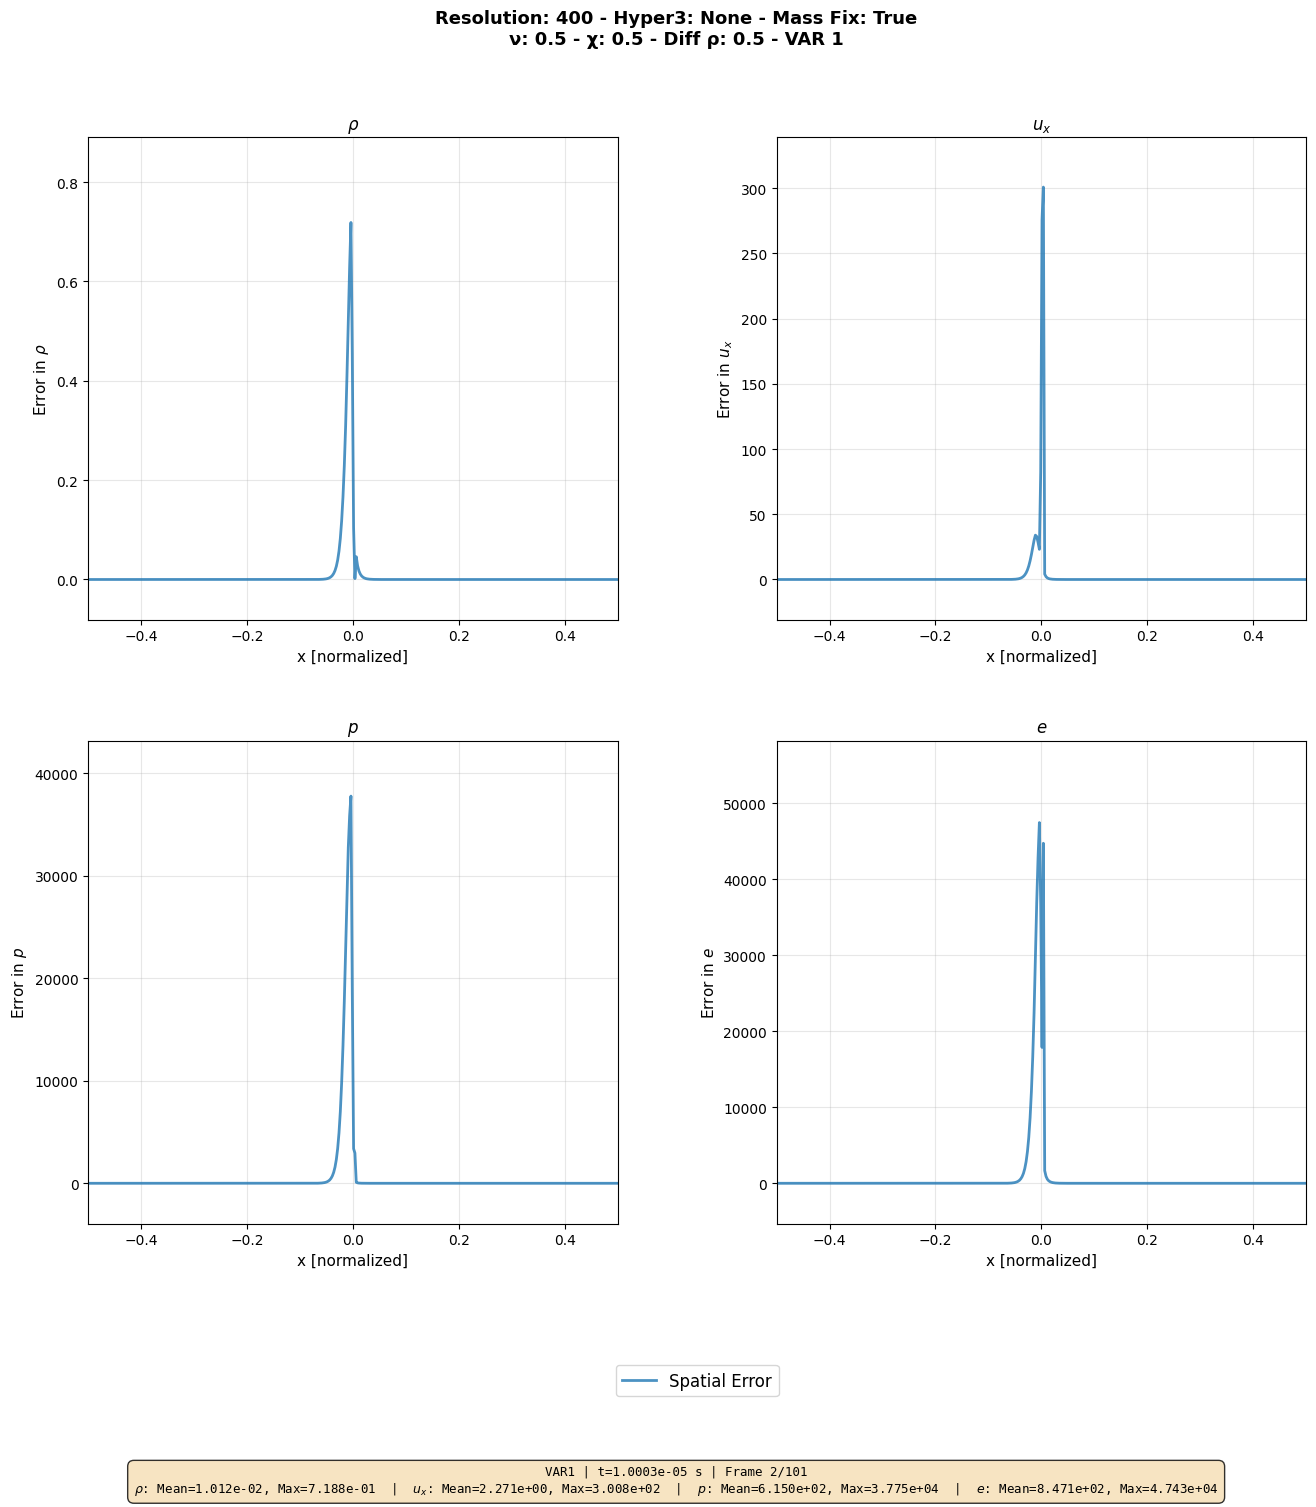 Resolution: 400 - Hyper3: None - Mass Fix: True
ν: 0.5 - χ: 0.5 - Diff ρ: 0.5 - VAR 1
ρ
0.8
0.6
0.4
0.2
0.0
Error in ρ
−0.4 −0.2 0.0 0.2 0.4
x [normalized]
uₓ
300
250
200
150
100
50
0
Error in uₓ
−0.4 −0.2 0.0 0.2 0.4
x [normalized]
p
40000
30000
20000
10000
0
Error in p
−0.4 −0.2 0.0 0.2 0.4
x [normalized]
e
50000
40000
30000
20000
10000
0
Error in e
−0.4 −0.2 0.0 0.2 0.4
x [normalized]
Spatial Error
VAR1 | t=1.0003e-05 s | Frame 2/101
ρ: Mean=1.012e-02, Max=7.188e-01 | uₓ: Mean=2.271e+00, Max=3.008e+02 | p: Mean=6.150e+02, Max=3.775e+04 | e: Mean=8.471e+02, Max=4.743e+04